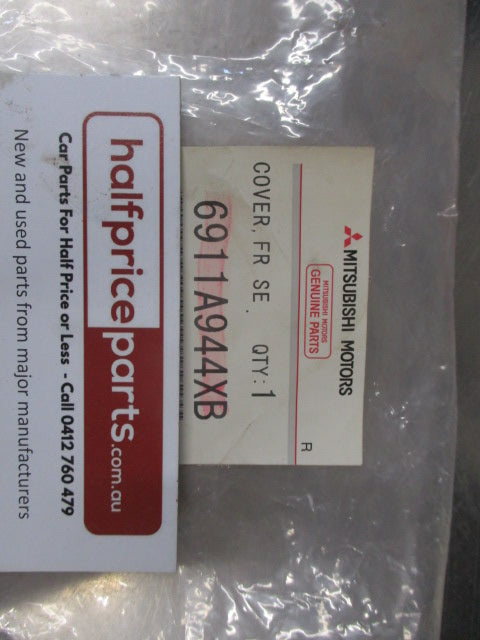 MITSUBISHI MOTORS
MITSUBISHI MOTORS
GENUINE PARTS
R
COVER, FR SE . QTY:1
6911A944XB
halfpriceparts.com.au
Car Parts For Half Price or Less - Call 0412 760 479
New and used parts from major manufacturers